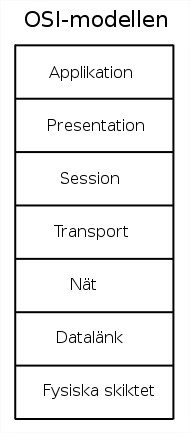 OSI-modellen
Applikation
Presentation
Session
Transport
Nät
Datalänk
Fysiska skiktet